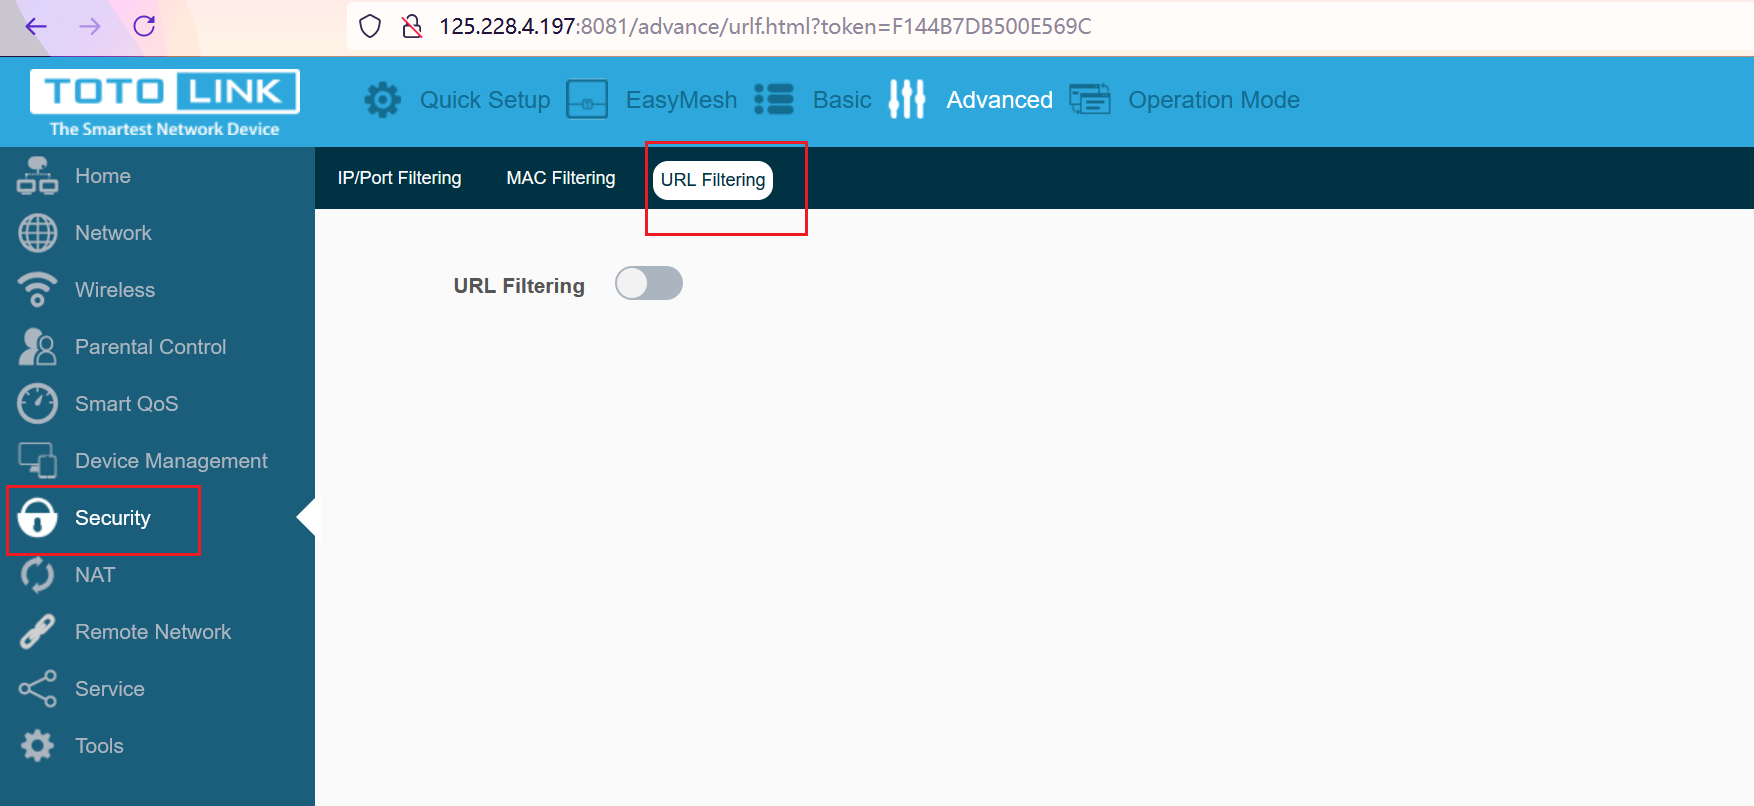 125.228.4.197:8081/advance/urlf.html?token=F144B7DB500E569C
TOTO LINK
The Smartest Network Device
Quick Setup
EasyMesh
Basic
Advanced
Operation Mode
Home
Network
Wireless
Parental Control
Smart QoS
Device Management
Security
NAT
Remote Network
Service
Tools
IP/Port Filtering
MAC Filtering
URL Filtering
URL Filtering